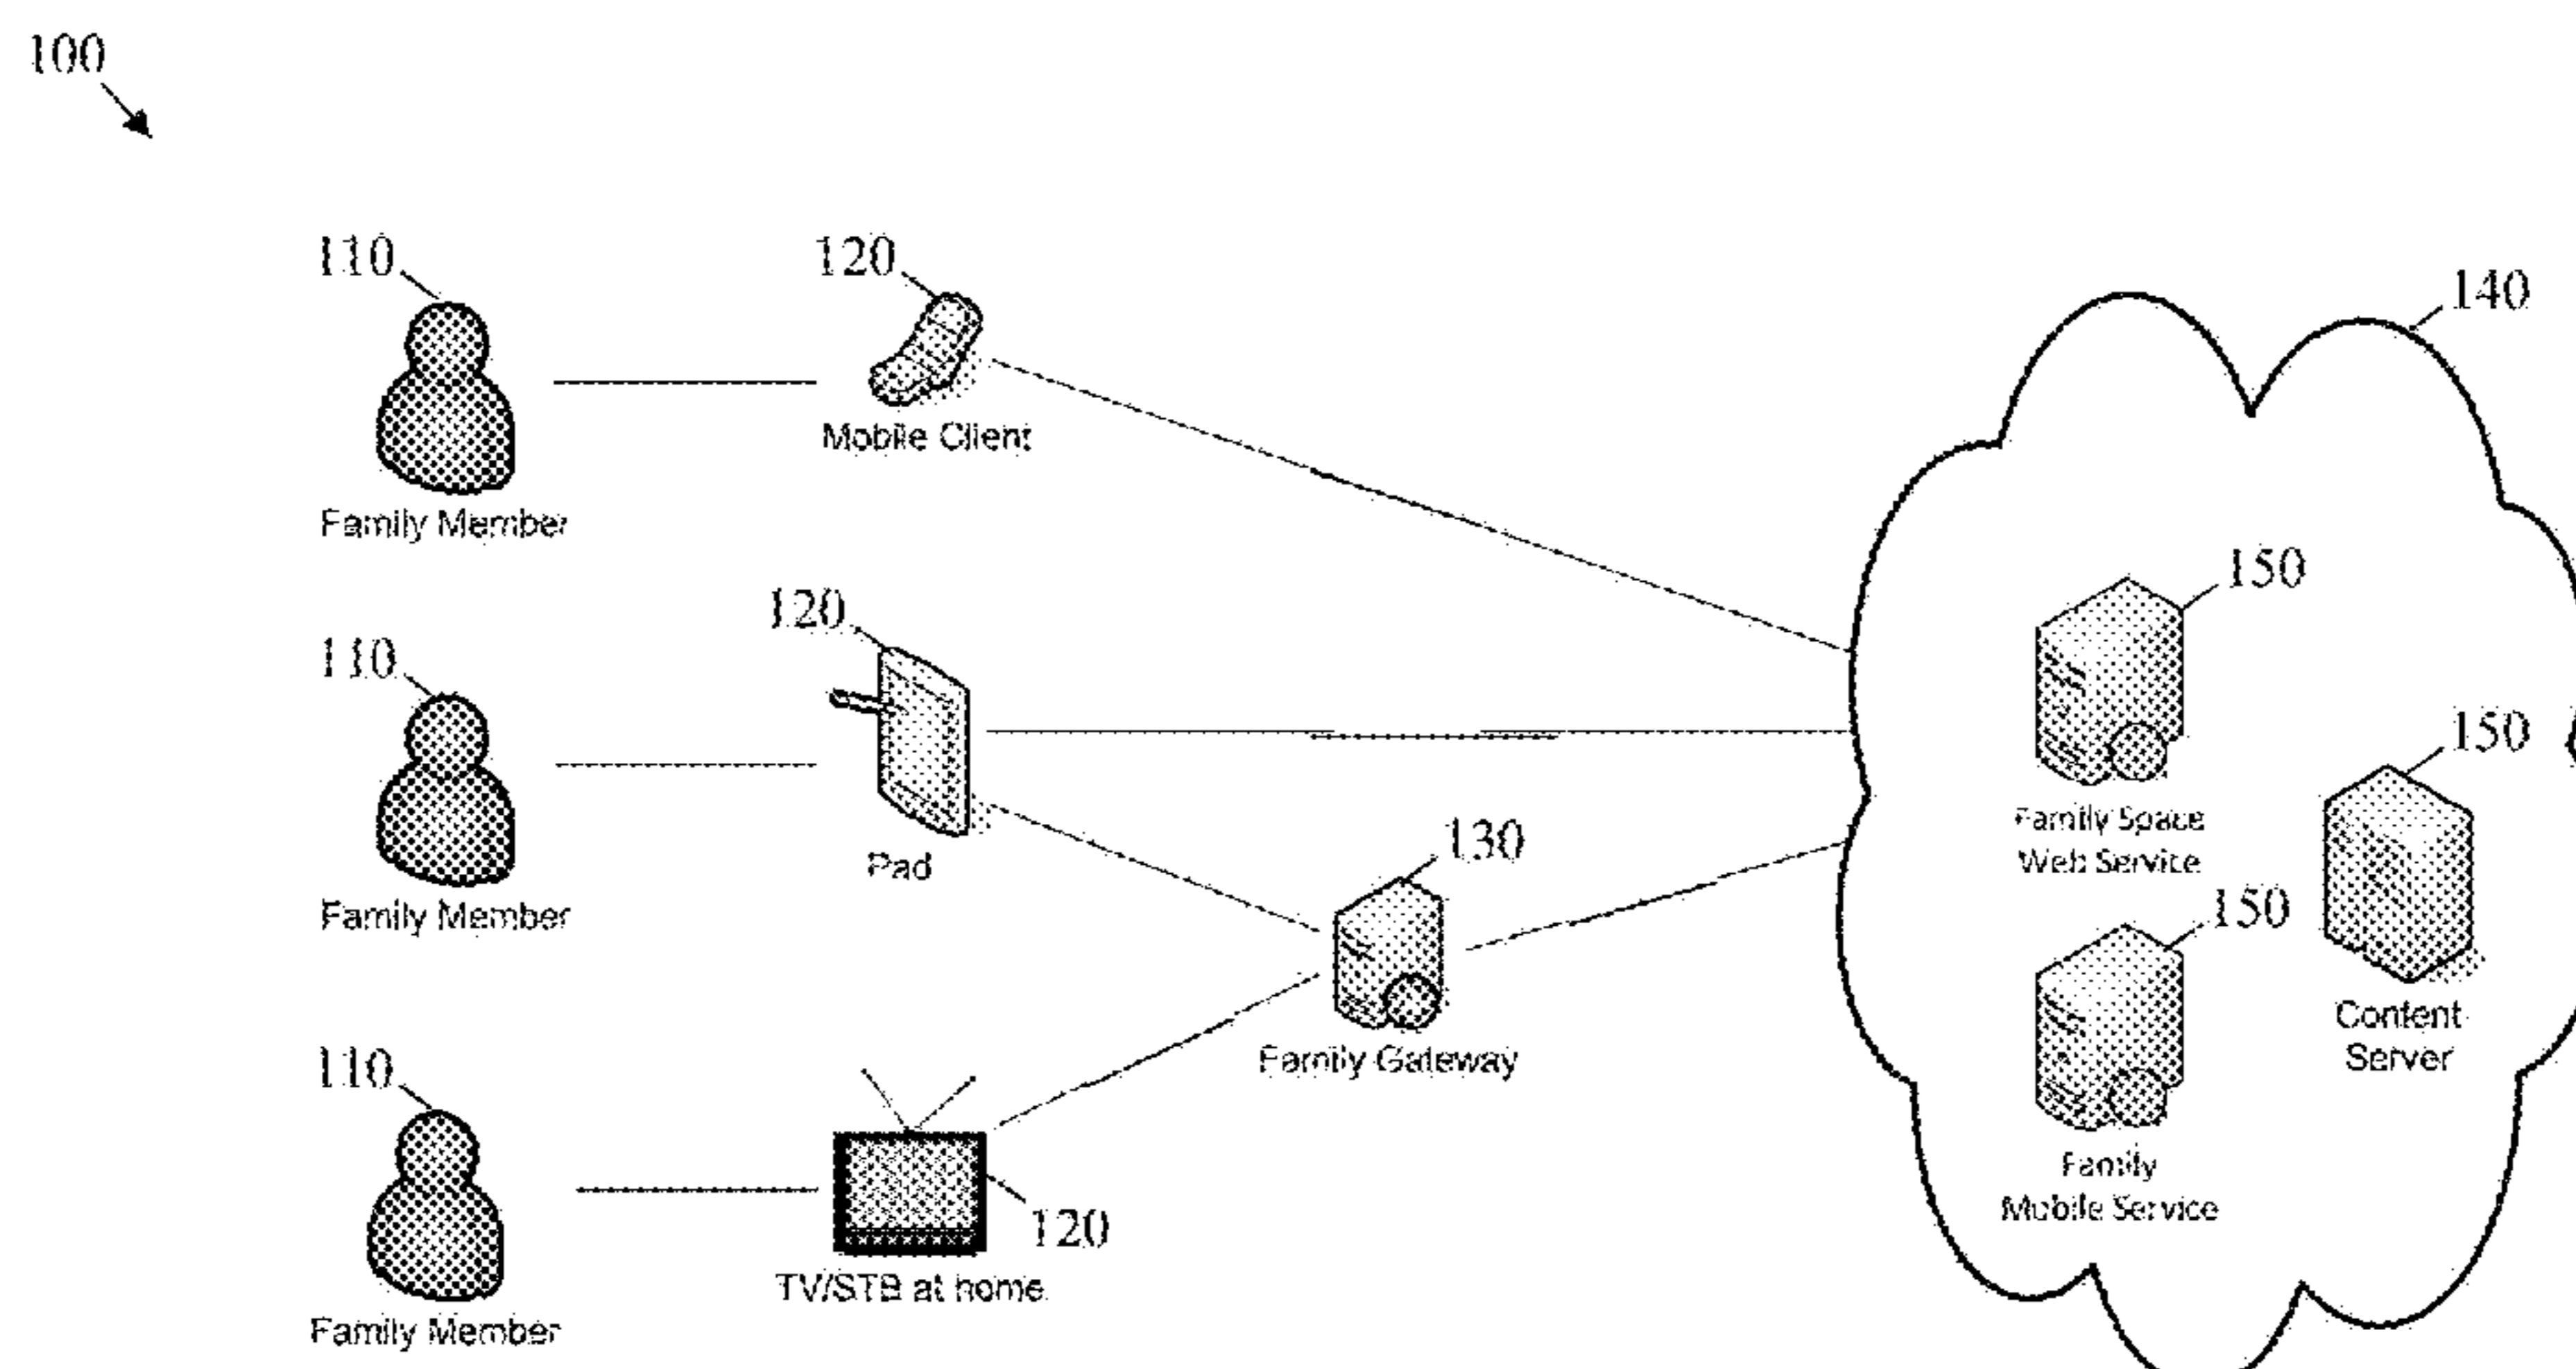 100
110
120
140
Mobile Client
Family Member
150
120
110
150
Family Space
Web Service
130
Pad
150
Family Member
Content
Server
Family Gateway
110
Family
Mobile Service
120
TV/STB at home
Family Member